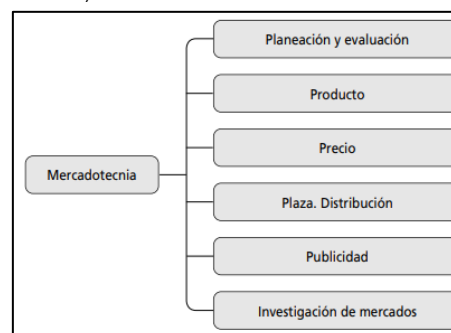 Planeación y evaluación
Producto
Precio
Mercadotecnia
Plaza. Distribución
Publicidad
Investigación de mercados